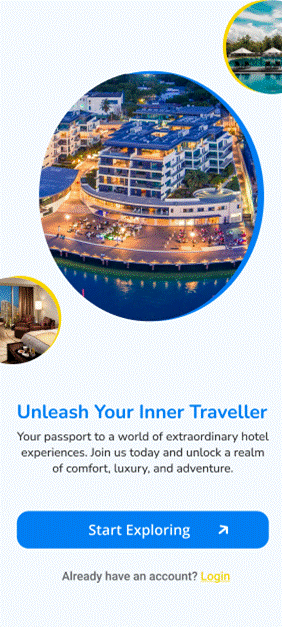 Unleash Your Inner Traveller
Your passport to a world of extraordinary hotel
experiences. Join us today and unlock a realm
of comfort, luxury, and adventure.
Start Exploring
Already have an account? Login